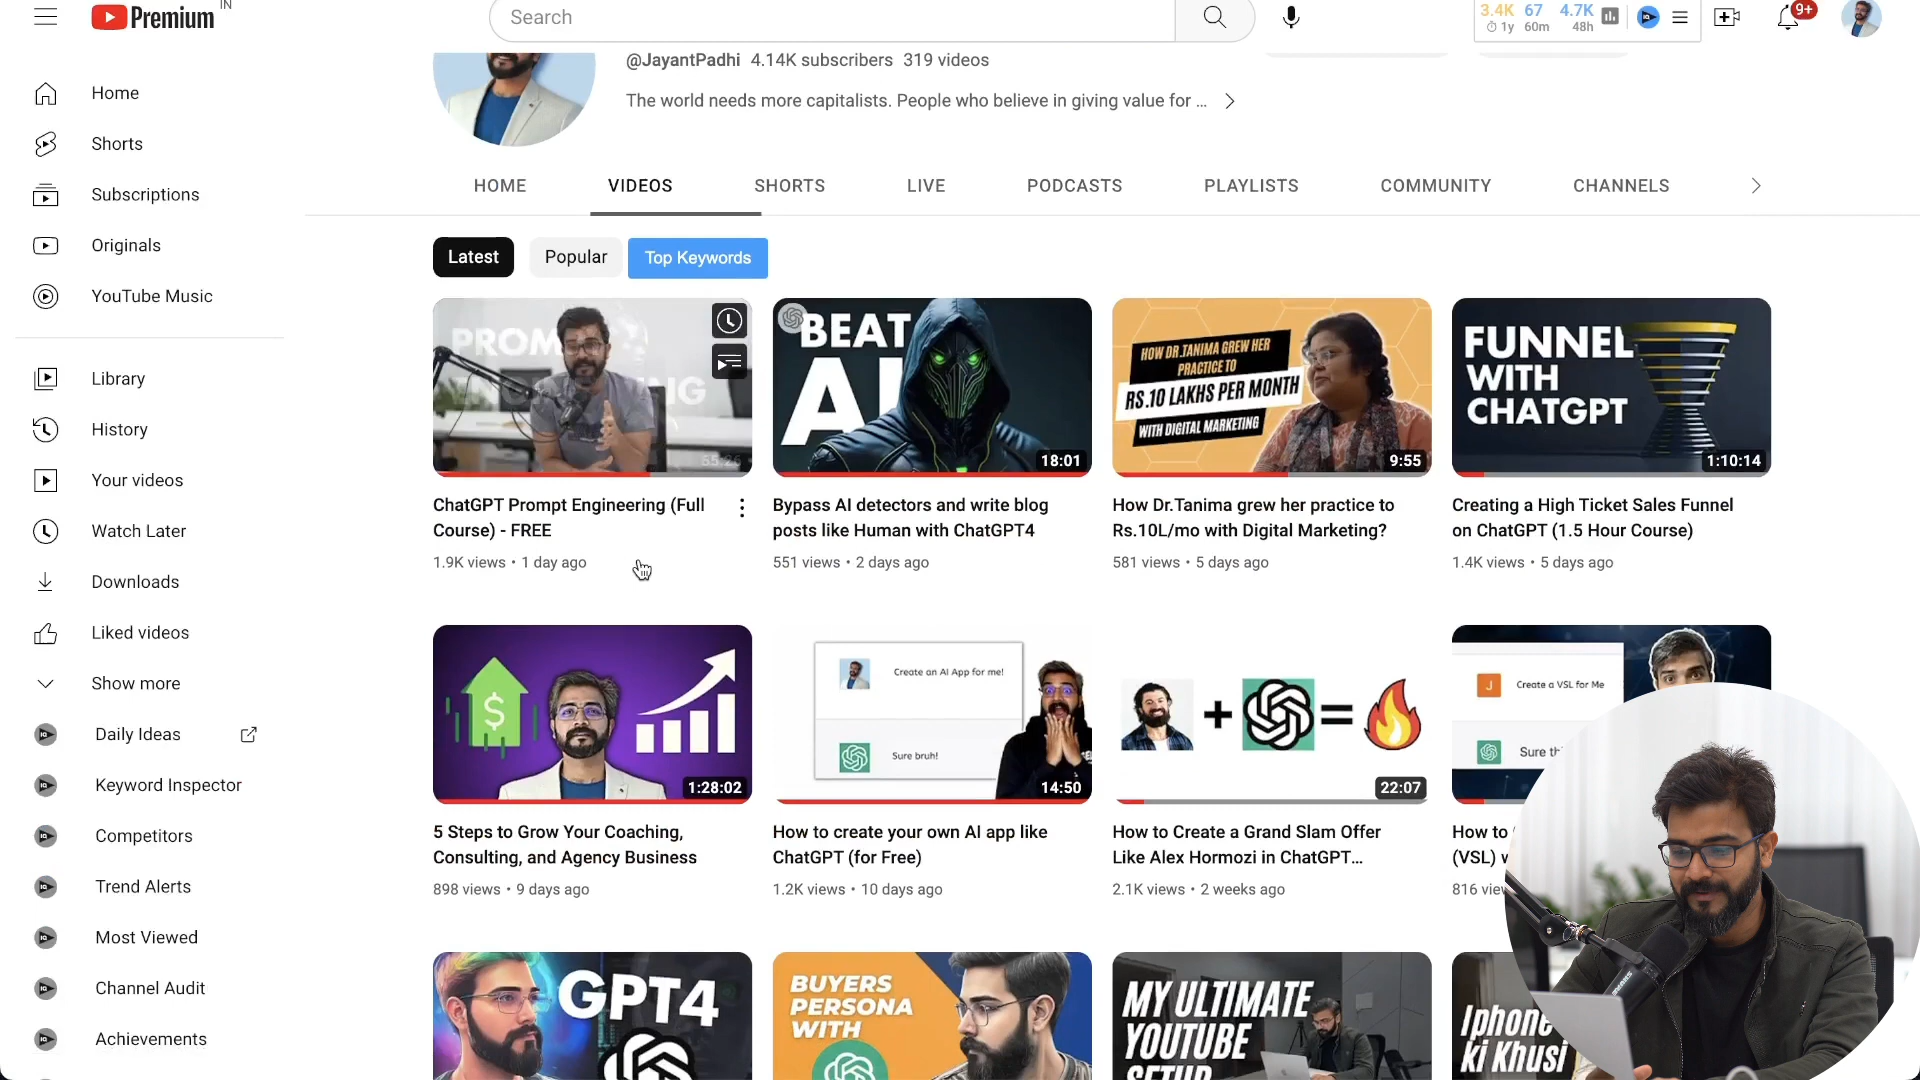 Premium IN
Search
3.4K 67 4.7K
1y 60m 48h
9+
Home
Shorts
Subscriptions
Originals
YouTube Music
Library
History
Your videos
Watch Later
Downloads
Liked videos
Show more
Daily Ideas
Keyword Inspector
Competitors
Trend Alerts
Most Viewed
Channel Audit
Achievements
@JayantPadhi 4.14K subscribers 319 videos
The world needs more capitalists. People who believe in giving value for ...
HOME VIDEOS SHORTS LIVE PODCASTS PLAYLISTS COMMUNITY CHANNELS
Latest Popular Top Keywords
55:26
ChatGPT Prompt Engineering (Full
Course) - FREE
1.9K views • 1 day ago
BEAT
AI
18:01
Bypass AI detectors and write blog
posts like Human with ChatGPT4
551 views • 2 days ago
HOW DR.TANIMA GREW HER
PRACTICE TO
RS.10 LAKHS PER MONTH
WITH DIGITAL MARKETING
9:55
How Dr.Tanima grew her practice to
Rs.10L/mo with Digital Marketing?
581 views • 5 days ago
FUNNEL
WITH
CHATGPT
1:10:14
Creating a High Ticket Sales Funnel
on ChatGPT (1.5 Hour Course)
1.4K views • 5 days ago
$
1:28:02
5 Steps to Grow Your Coaching,
Consulting, and Agency Business
898 views • 9 days ago
Create an AI App for me!
Sure bruh!
14:50
How to create your own AI app like
ChatGPT (for Free)
1.2K views • 10 days ago
+ =
22:07
How to Create a Grand Slam Offer
Like Alex Hormozi in ChatGPT...
2.1K views • 2 weeks ago
J Create a VSL for Me
Sure
How to
(VSL)
816
GPT4
BUYERS
PERSONA
WITH
MY ULTIMATE
YOUTUBE
SETUP
Iphone
ki Khusi